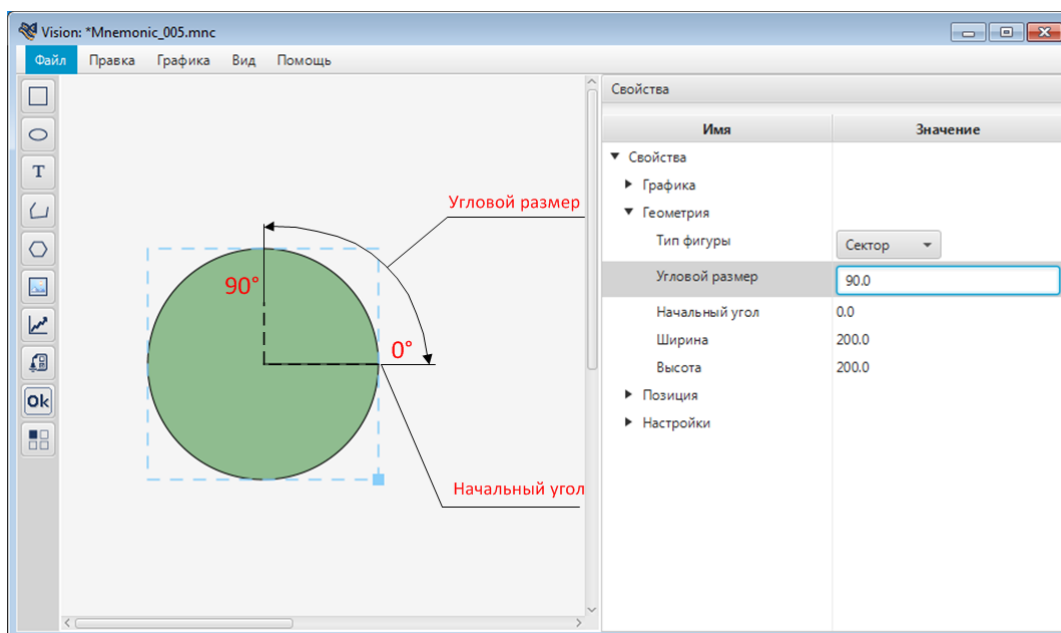 Vision: *Mnemonic_005.mnc
Файл Правка Графика Вид Помощь
T
Ok
Угловой размер
90°
0°
Начальный угол
Свойства
Имя Значение
Свойства
Графика
Геометрия
Тип фигуры Сектор
Угловой размер 90.0
Начальный угол 0.0
Ширина 200.0
Высота 200.0
Позиция
Настройки